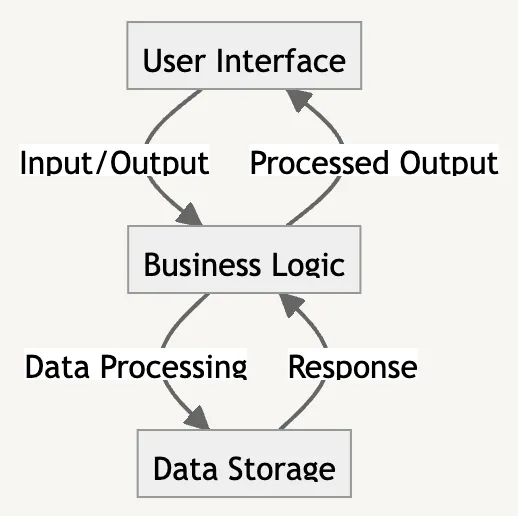 User Interface
Input/Output
Processed Output
Business Logic
Data Processing
Response
Data Storage